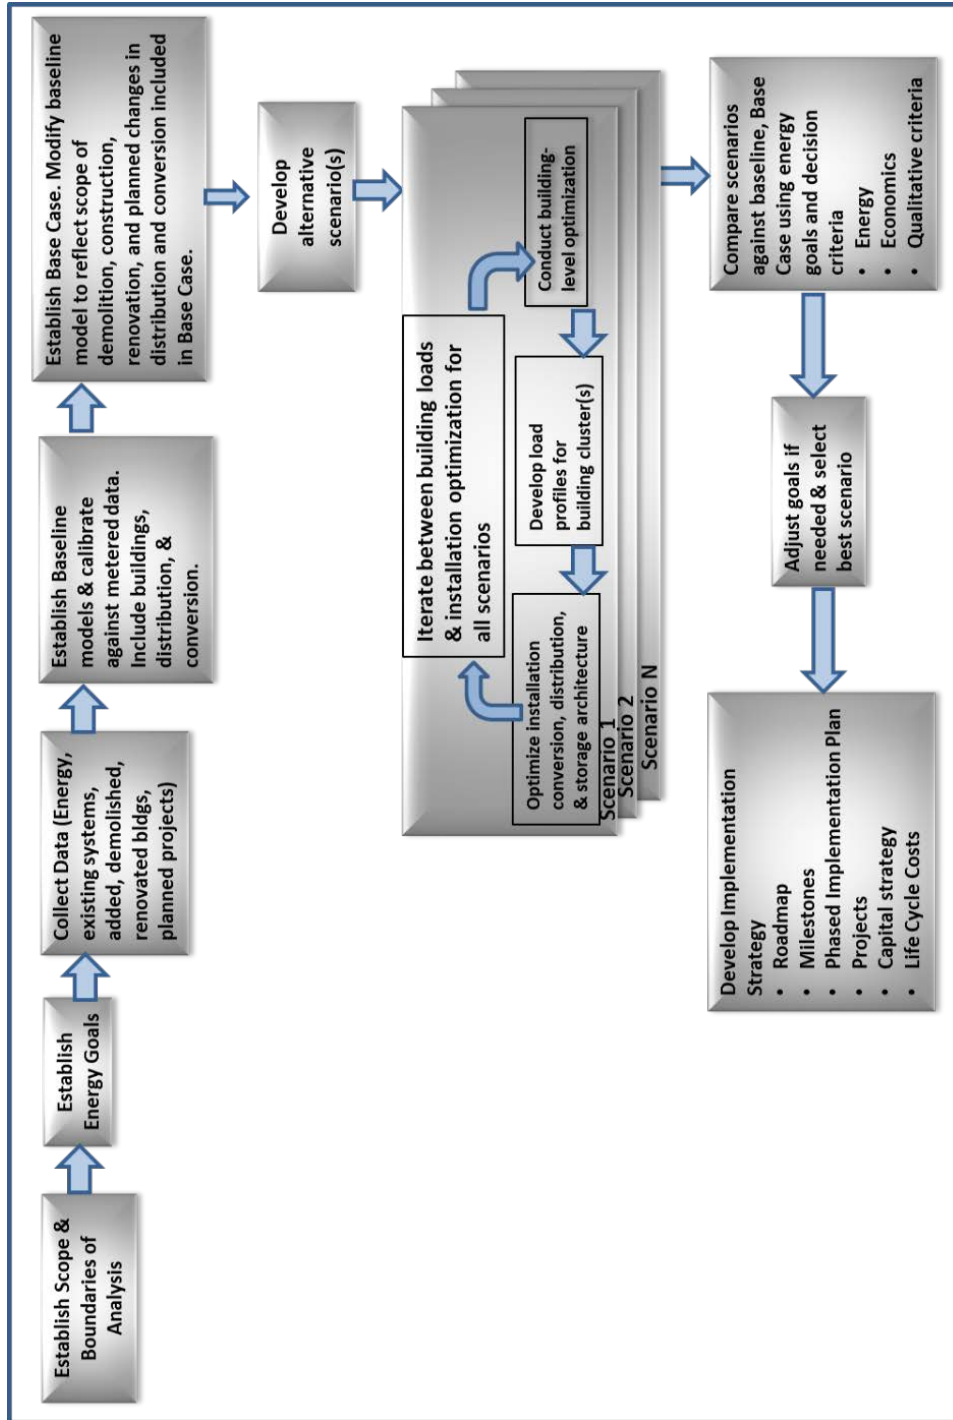 Establish Scope &
Boundaries of
Analysis
Establish
Energy Goals
Collect Data (Energy,
existing systems,
added, demolished,
renovated bldgs,
planned projects)
Establish Baseline
models & calibrate
against metered data.
Include buildings,
distribution, &
conversion.
Establish Base Case. Modify baseline
model to reflect scope of
demolition, construction,
renovation, and planned changes in
distribution and conversion included
in Base Case.
Develop
alternative
scenario(s)
Iterate between building loads
& installation optimization for
all scenarios
Conduct building-
level optimization
Develop load
profiles for
building cluster(s)
Optimize installation
conversion, distribution,
& storage architecture
Scenario 1
Scenario 2
Scenario N
Compare scenarios
against baseline, Base
Case using energy
goals and decision
criteria
• Energy
• Economics
• Qualitative criteria
Adjust goals if
needed & select
best scenario
Develop Implementation
Strategy
• Roadmap
• Milestones
• Phased Implementation Plan
• Projects
• Capital strategy
• Life Cycle Costs